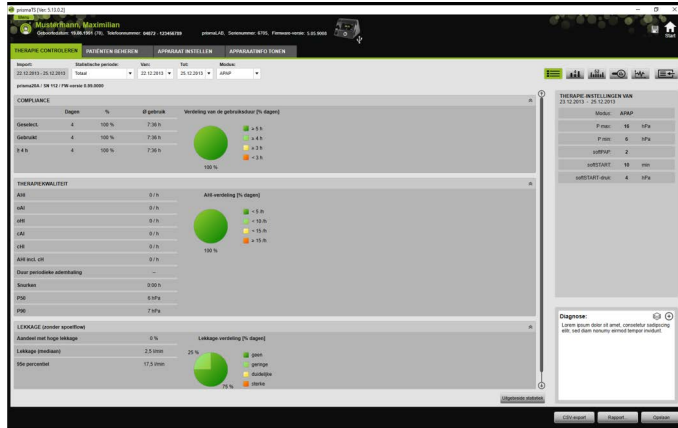 prismaTS [Ver. 5.13.0.2]
Menu
Mustermann, Maximilian
Geboortedatum: 18.08.1961 (70), Telefoonnummer: 04873 - 123456789 prismaLAB, Serienummer: 6705, Firmware-versie: 5.05.9008
Start
THERAPIE CONTROLEREN PATIËNTEN BEHEREN APPARAAT INSTELLEN APPARAATINFO TONEN
Import: Statistische periode: Van: Tot: Modus:
22.12.2013 - 25.12.2013 Totaal 22.12.2013 25.12.2013 APAP
prisma20A / SN 112 / FW-versie 0.09.0000
COMPLIANCE
Dagen % Ø gebruik Verdeling van de gebruiksduur [% dagen]
Geselect. 4 100 % 7:36 h
Gebruikt 4 100 % 7:36 h
≥ 4 h 4 100 % 7:36 h
≥ 5 h
≥ 4 h
≥ 3 h
< 3 h
100 %
THERAPIEKWALITEIT
AHI 0 / h AHI-verdeling [% dagen]
oAI 0 / h
oHI 0 / h
cAI 0 / h
cHI 0 / h
AHI incl. cH 0 / h
Duur periodieke ademhaling –
Snurken 0:00 h
P50 6 hPa
P90 7 hPa
< 5 /h
< 10 /h
< 15 /h
≥ 15 /h
100 %
LEKKAGE (zonder spoelflow)
Aandeel met hoge lekkage 0 % Lekkage-verdeling [% dagen]
Lekkage (mediaan) 2,5 l/min
95e percentiel 17,5 l/min
25 %
75 %
geen
geringe
duidelijke
sterke
Uitgebreide statistiek
THERAPIE-INSTELLINGEN VAN
23.12.2013 - 25.12.2013
Modus: APAP
P max: 16 hPa
P min: 6 hPa
softPAP: 2
softSTART: 10 min
softSTART-druk: 4 hPa
Diagnose:
Lorem ipsum dolor sit amet, consetetur sadipscing
elitr, sed diam nonumy eirmod tempor invidunt.
CSV-export Rapport... Opslaan